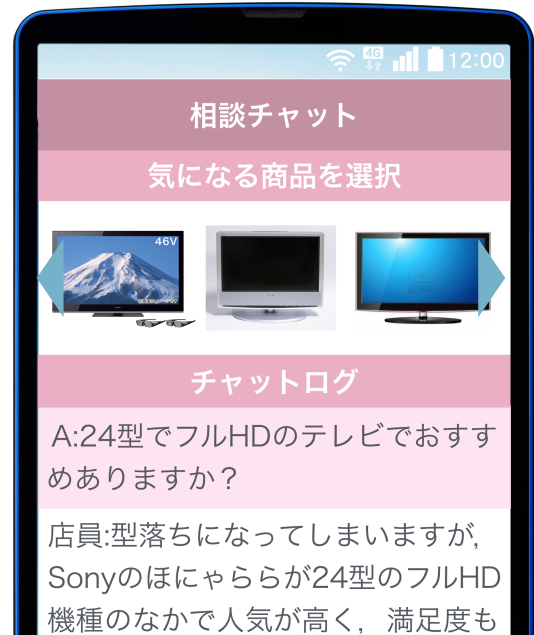 4G
12:00
相談チャット
気になる商品を選択
46V
チャットログ
A:24型でフルHDのテレビでおすす
めありますか？
店員:型落ちになってしまいますが,
Sonyのほにゃららが24型のフルHD
機種のなかで人気が高く，満足度も